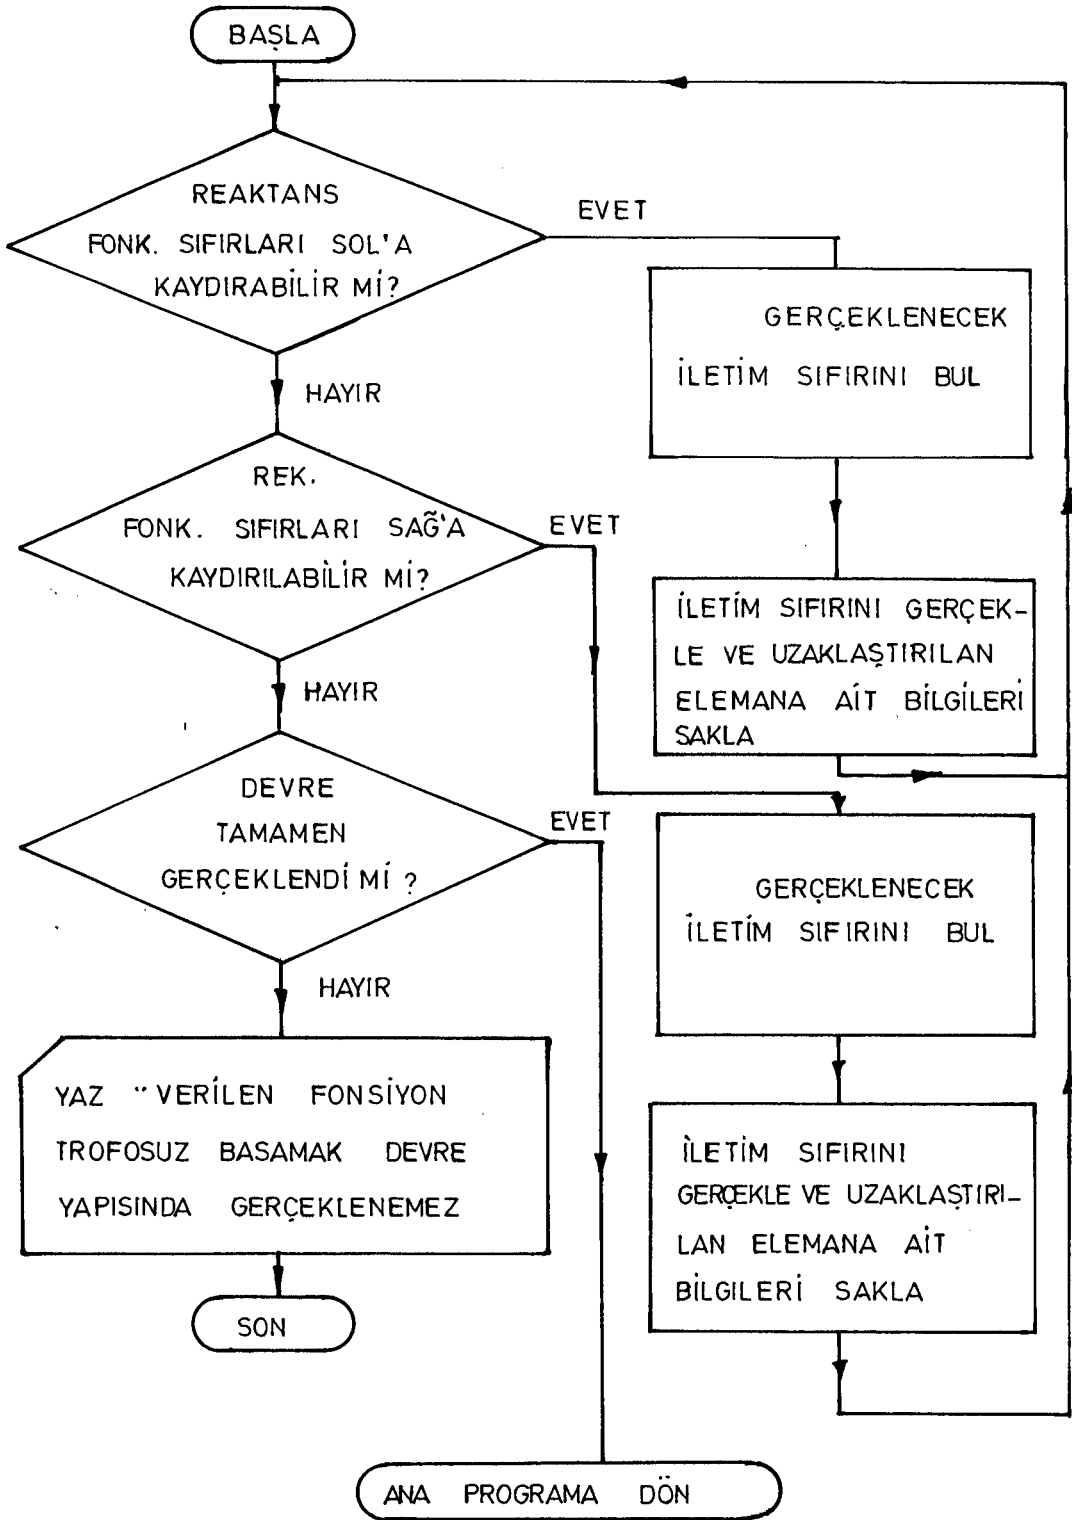 BAŞLA
REAKTANS
FONK. SIFIRLARI SOL'A
KAYDIRABİLİR Mİ?
EVET
GERÇEKLENECEK
İLETİM SIFIRINI BUL
HAYIR
REK.
FONK. SIFIRLARI SAĞ'A
KAYDIRILABİLİR Mİ?
EVET
İLETİM SIFIRINI GERÇEK-
LE VE UZAKLAŞTIRILAN
ELEMANA AİT BİLGİLERİ
SAKLA
HAYIR
DEVRE
TAMAMEN
GERÇEKLENDİ Mİ ?
EVET
GERÇEKLENECEK
İLETİM SIFIRINI BUL
HAYIR
YAZ "VERİLEN FONSİYON
TROFOSUZ BASAMAK DEVRE
YAPISINDA GERÇEKLENEMEZ
İLETİM SIFIRINI
GERÇEKLE VE UZAKLAŞTIRI-
LAN ELEMANA AİT
BİLGİLERİ SAKLA
SON
ANA PROGRAMA DÖN